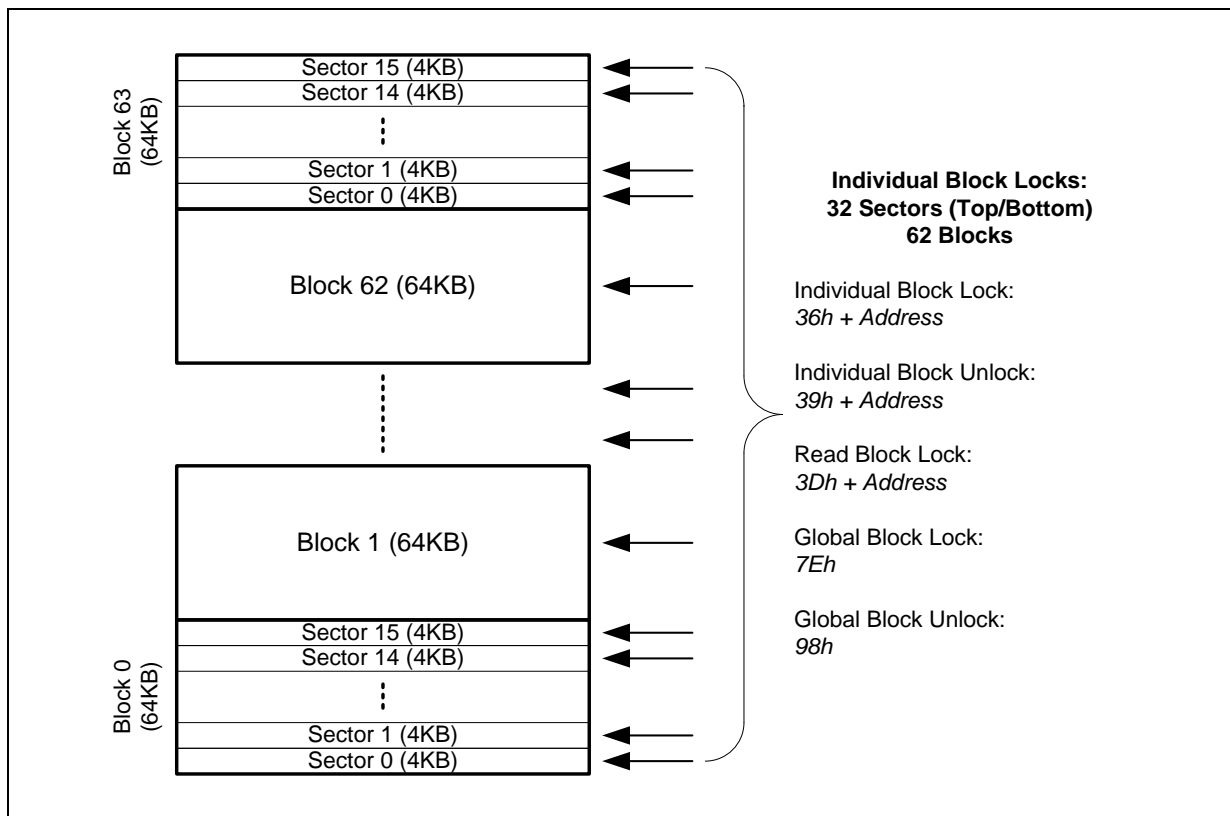 Block 63
(64KB)
Sector 15 (4KB)
Sector 14 (4KB)
Sector 1 (4KB)
Sector 0 (4KB)
Block 62 (64KB)
Block 1 (64KB)
Block 0
(64KB)
Sector 15 (4KB)
Sector 14 (4KB)
Sector 1 (4KB)
Sector 0 (4KB)
Individual Block Locks:
32 Sectors (Top/Bottom)
62 Blocks
Individual Block Lock:
36h + Address
Individual Block Unlock:
39h + Address
Read Block Lock:
3Dh + Address
Global Block Lock:
7Eh
Global Block Unlock:
98h